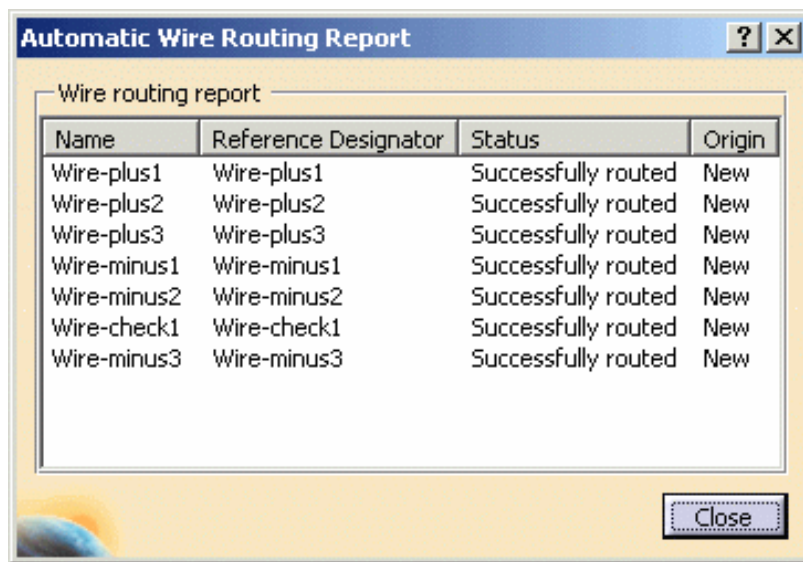 Automatic Wire Routing Report ? X
Wire routing report
Name Reference Designator Status Origin
Wire-plus1 Wire-plus1 Successfully routed New
Wire-plus2 Wire-plus2 Successfully routed New
Wire-plus3 Wire-plus3 Successfully routed New
Wire-minus1 Wire-minus1 Successfully routed New
Wire-minus2 Wire-minus2 Successfully routed New
Wire-check1 Wire-check1 Successfully routed New
Wire-minus3 Wire-minus3 Successfully routed New
Close